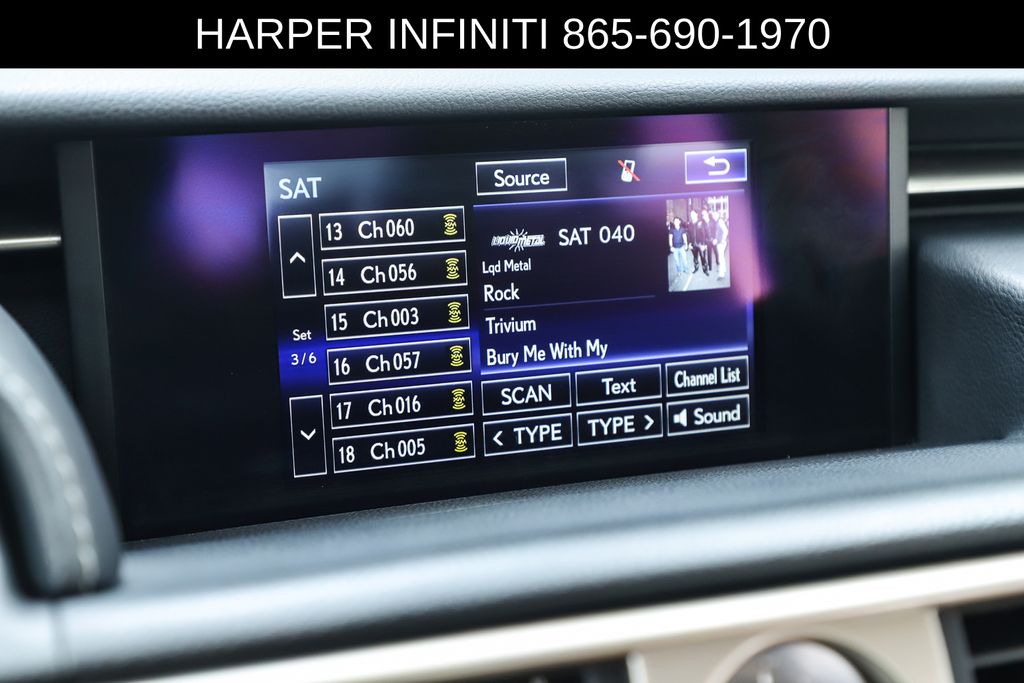 HARPER INFINITI 865-690-1970
SAT
Source
13 Ch060
14 Ch056
15 Ch003
16 Ch057
17 Ch016
18 Ch005
Set
3/6
LIQUID METAL
SAT 040
Lqd Metal
Rock
Trivium
Bury Me With My
SCAN
Text
Channel List
< TYPE
TYPE >
Sound